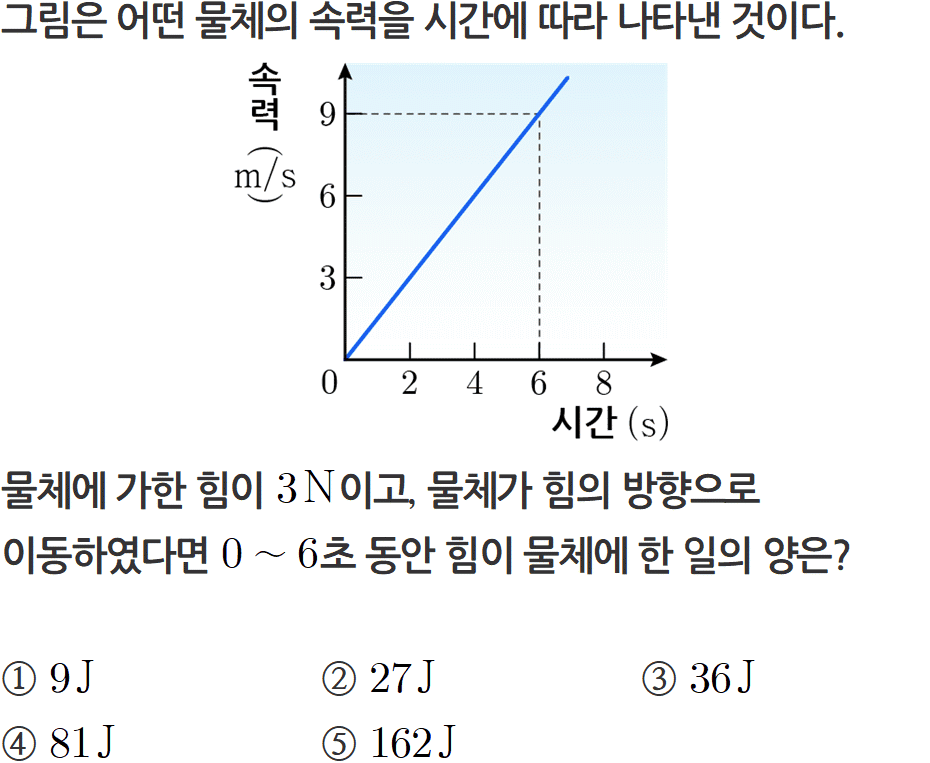 그림은 어떤 물체의 속력을 시간에 따라 나타낸 것이다.
속력
(m/s)
9
6
3
0 2 4 6 8
시간 (s)
물체에 가한 힘이 3 N이고, 물체가 힘의 방향으로
이동하였다면 0 ~ 6초 동안 힘이 물체에 한 일의 양은?
① 9 J ② 27 J ③ 36 J
④ 81 J ⑤ 162 J